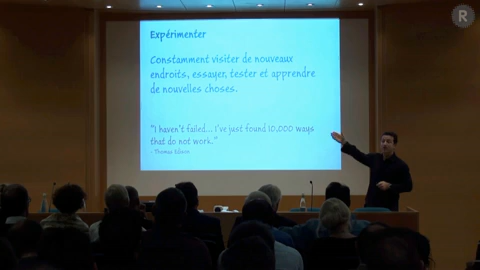 R
Expérimenter
Constamment visiter de nouveaux
endroits, essayer, tester et apprendre
de nouvelles choses.
"I haven't failed... I've just found 10,000 ways
that do not work."
- Thomas Edison